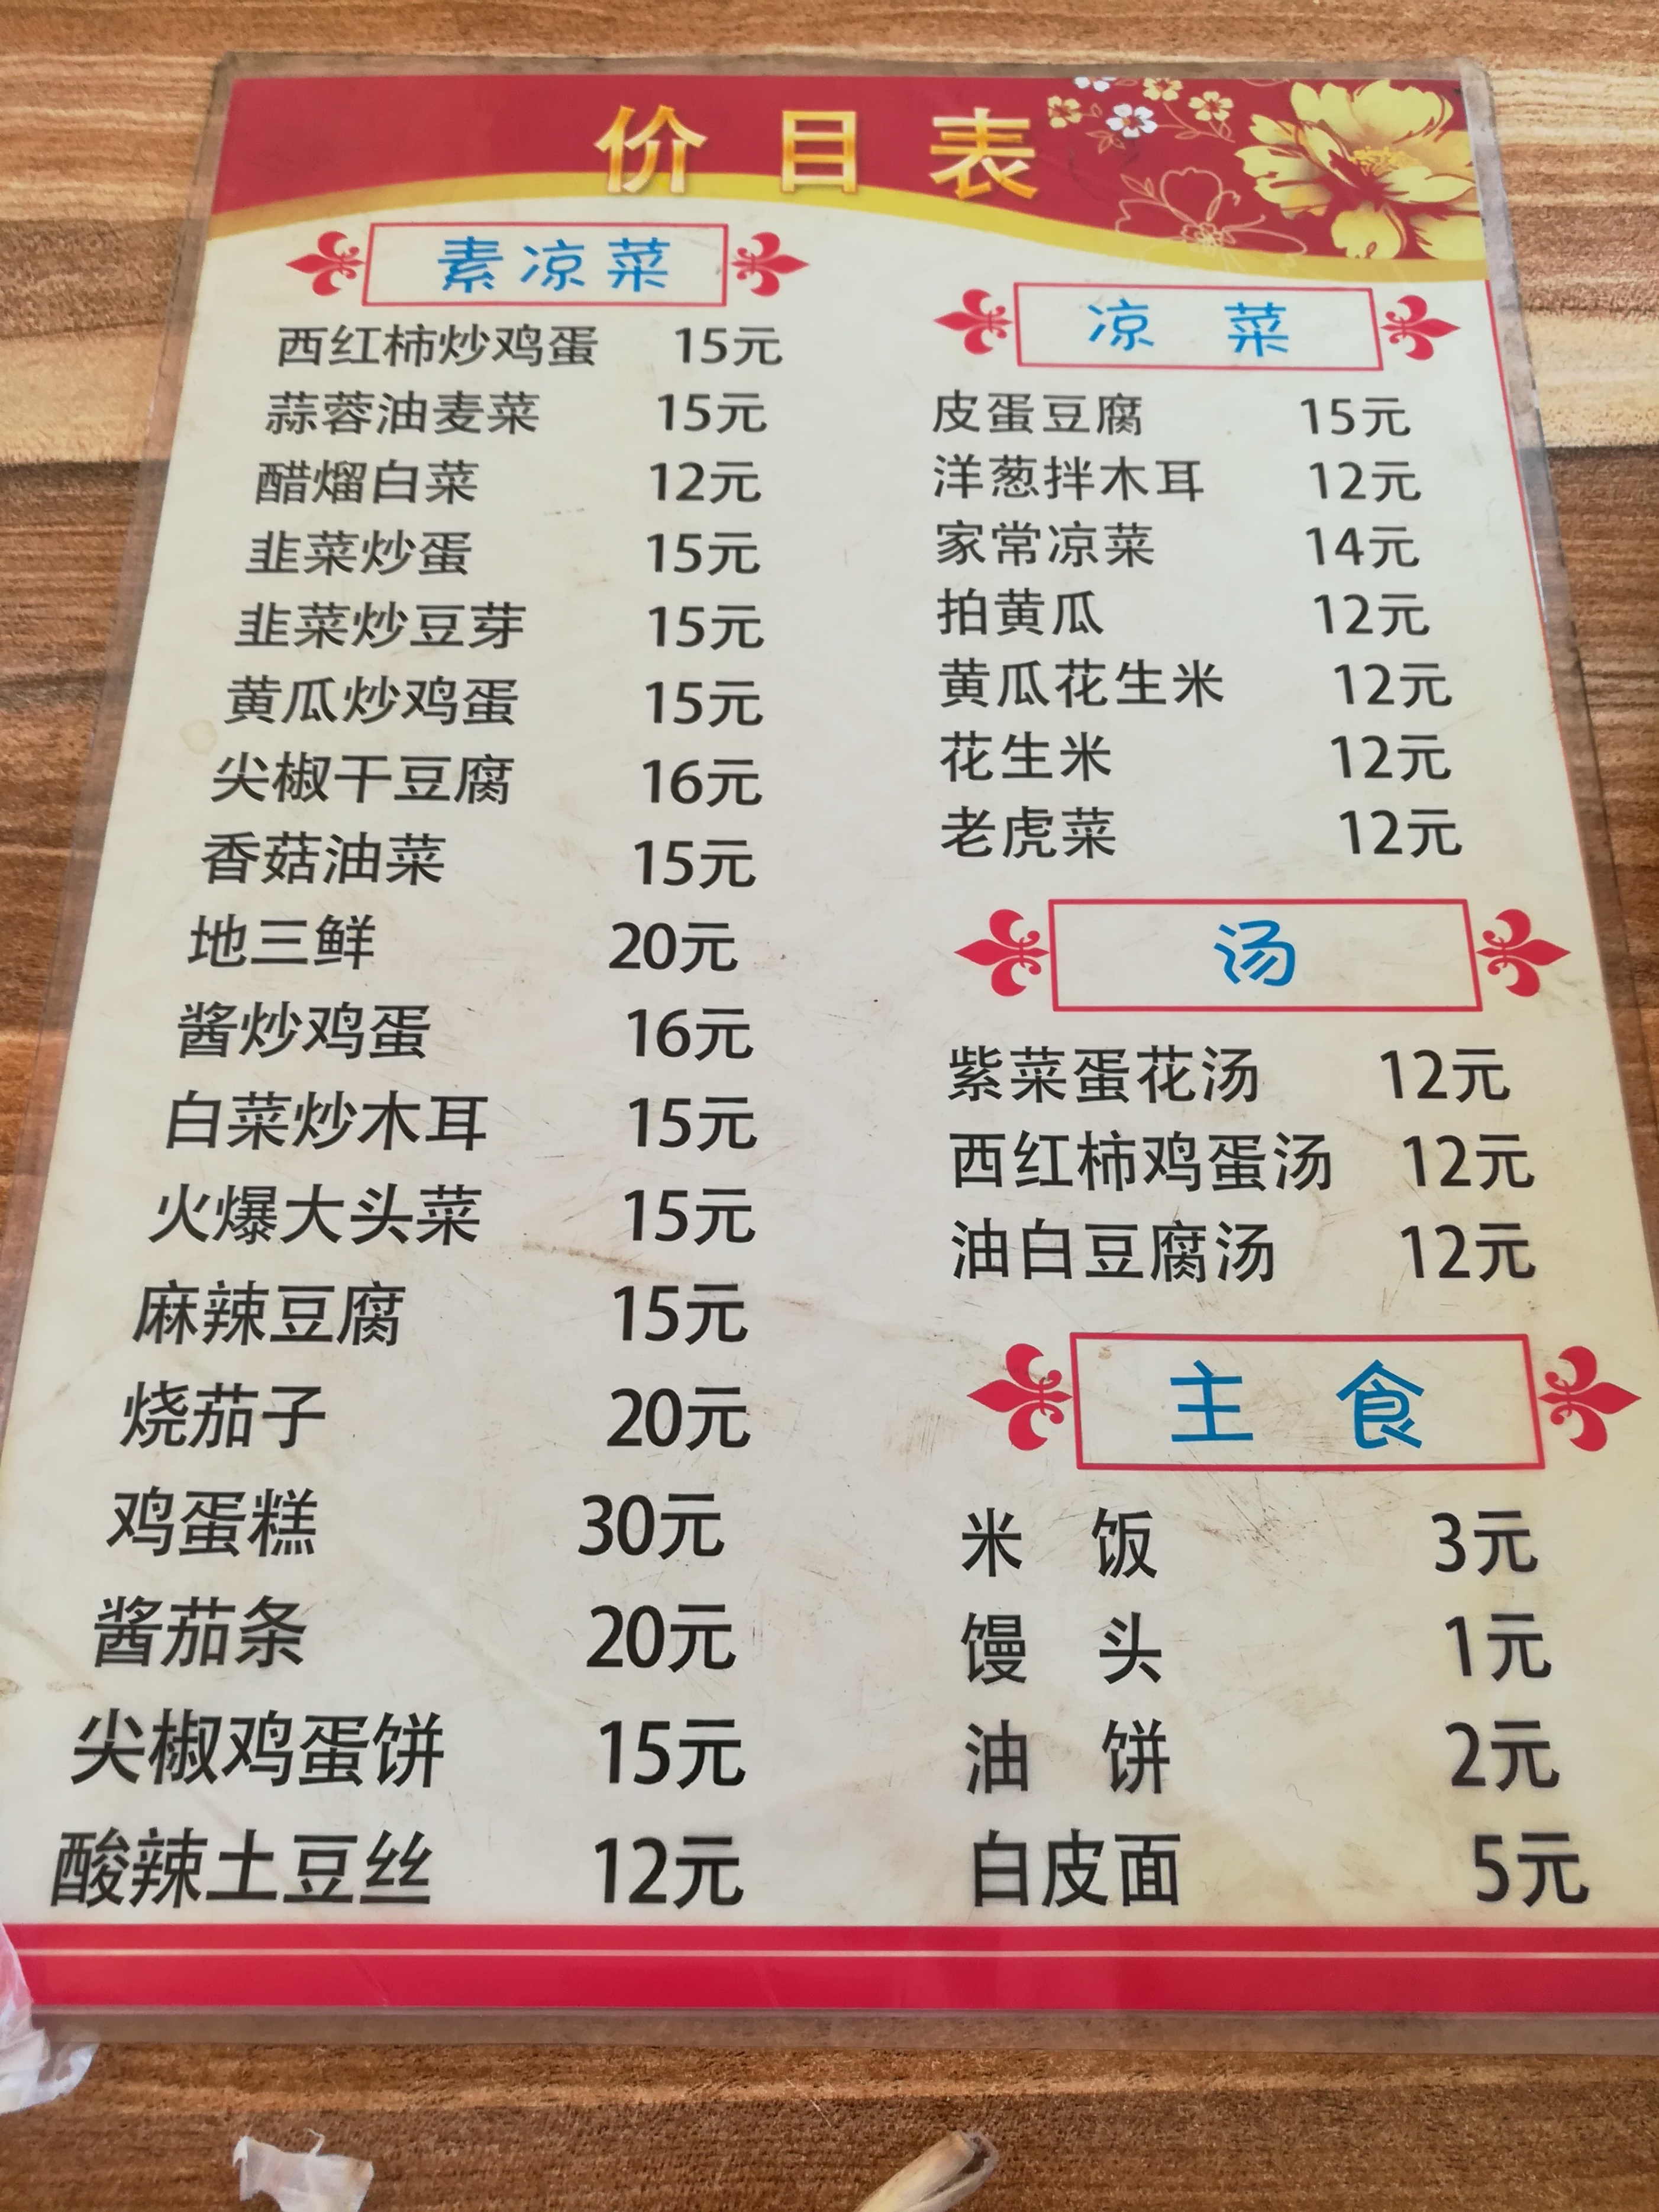 价目表
素凉菜
西红柿炒鸡蛋 15元
蒜蓉油麦菜 15元
醋熘白菜 12元
韭菜炒蛋 15元
韭菜炒豆芽 15元
黄瓜炒鸡蛋 15元
尖椒干豆腐 16元
香菇油菜 15元
地三鲜 20元
酱炒鸡蛋 16元
白菜炒木耳 15元
火爆大头菜 15元
麻辣豆腐 15元
烧茄子 20元
鸡蛋糕 30元
酱茄条 20元
尖椒鸡蛋饼 15元
酸辣土豆丝 12元
凉 菜
皮蛋豆腐 15元
洋葱拌木耳 12元
家常凉菜 14元
拍黄瓜 12元
黄瓜花生米 12元
花生米 12元
老虎菜 12元
汤
紫菜蛋花汤 12元
西红柿鸡蛋汤 12元
油白豆腐汤 12元
主 食
米 饭 3元
馒 头 1元
油 饼 2元
白皮面 5元